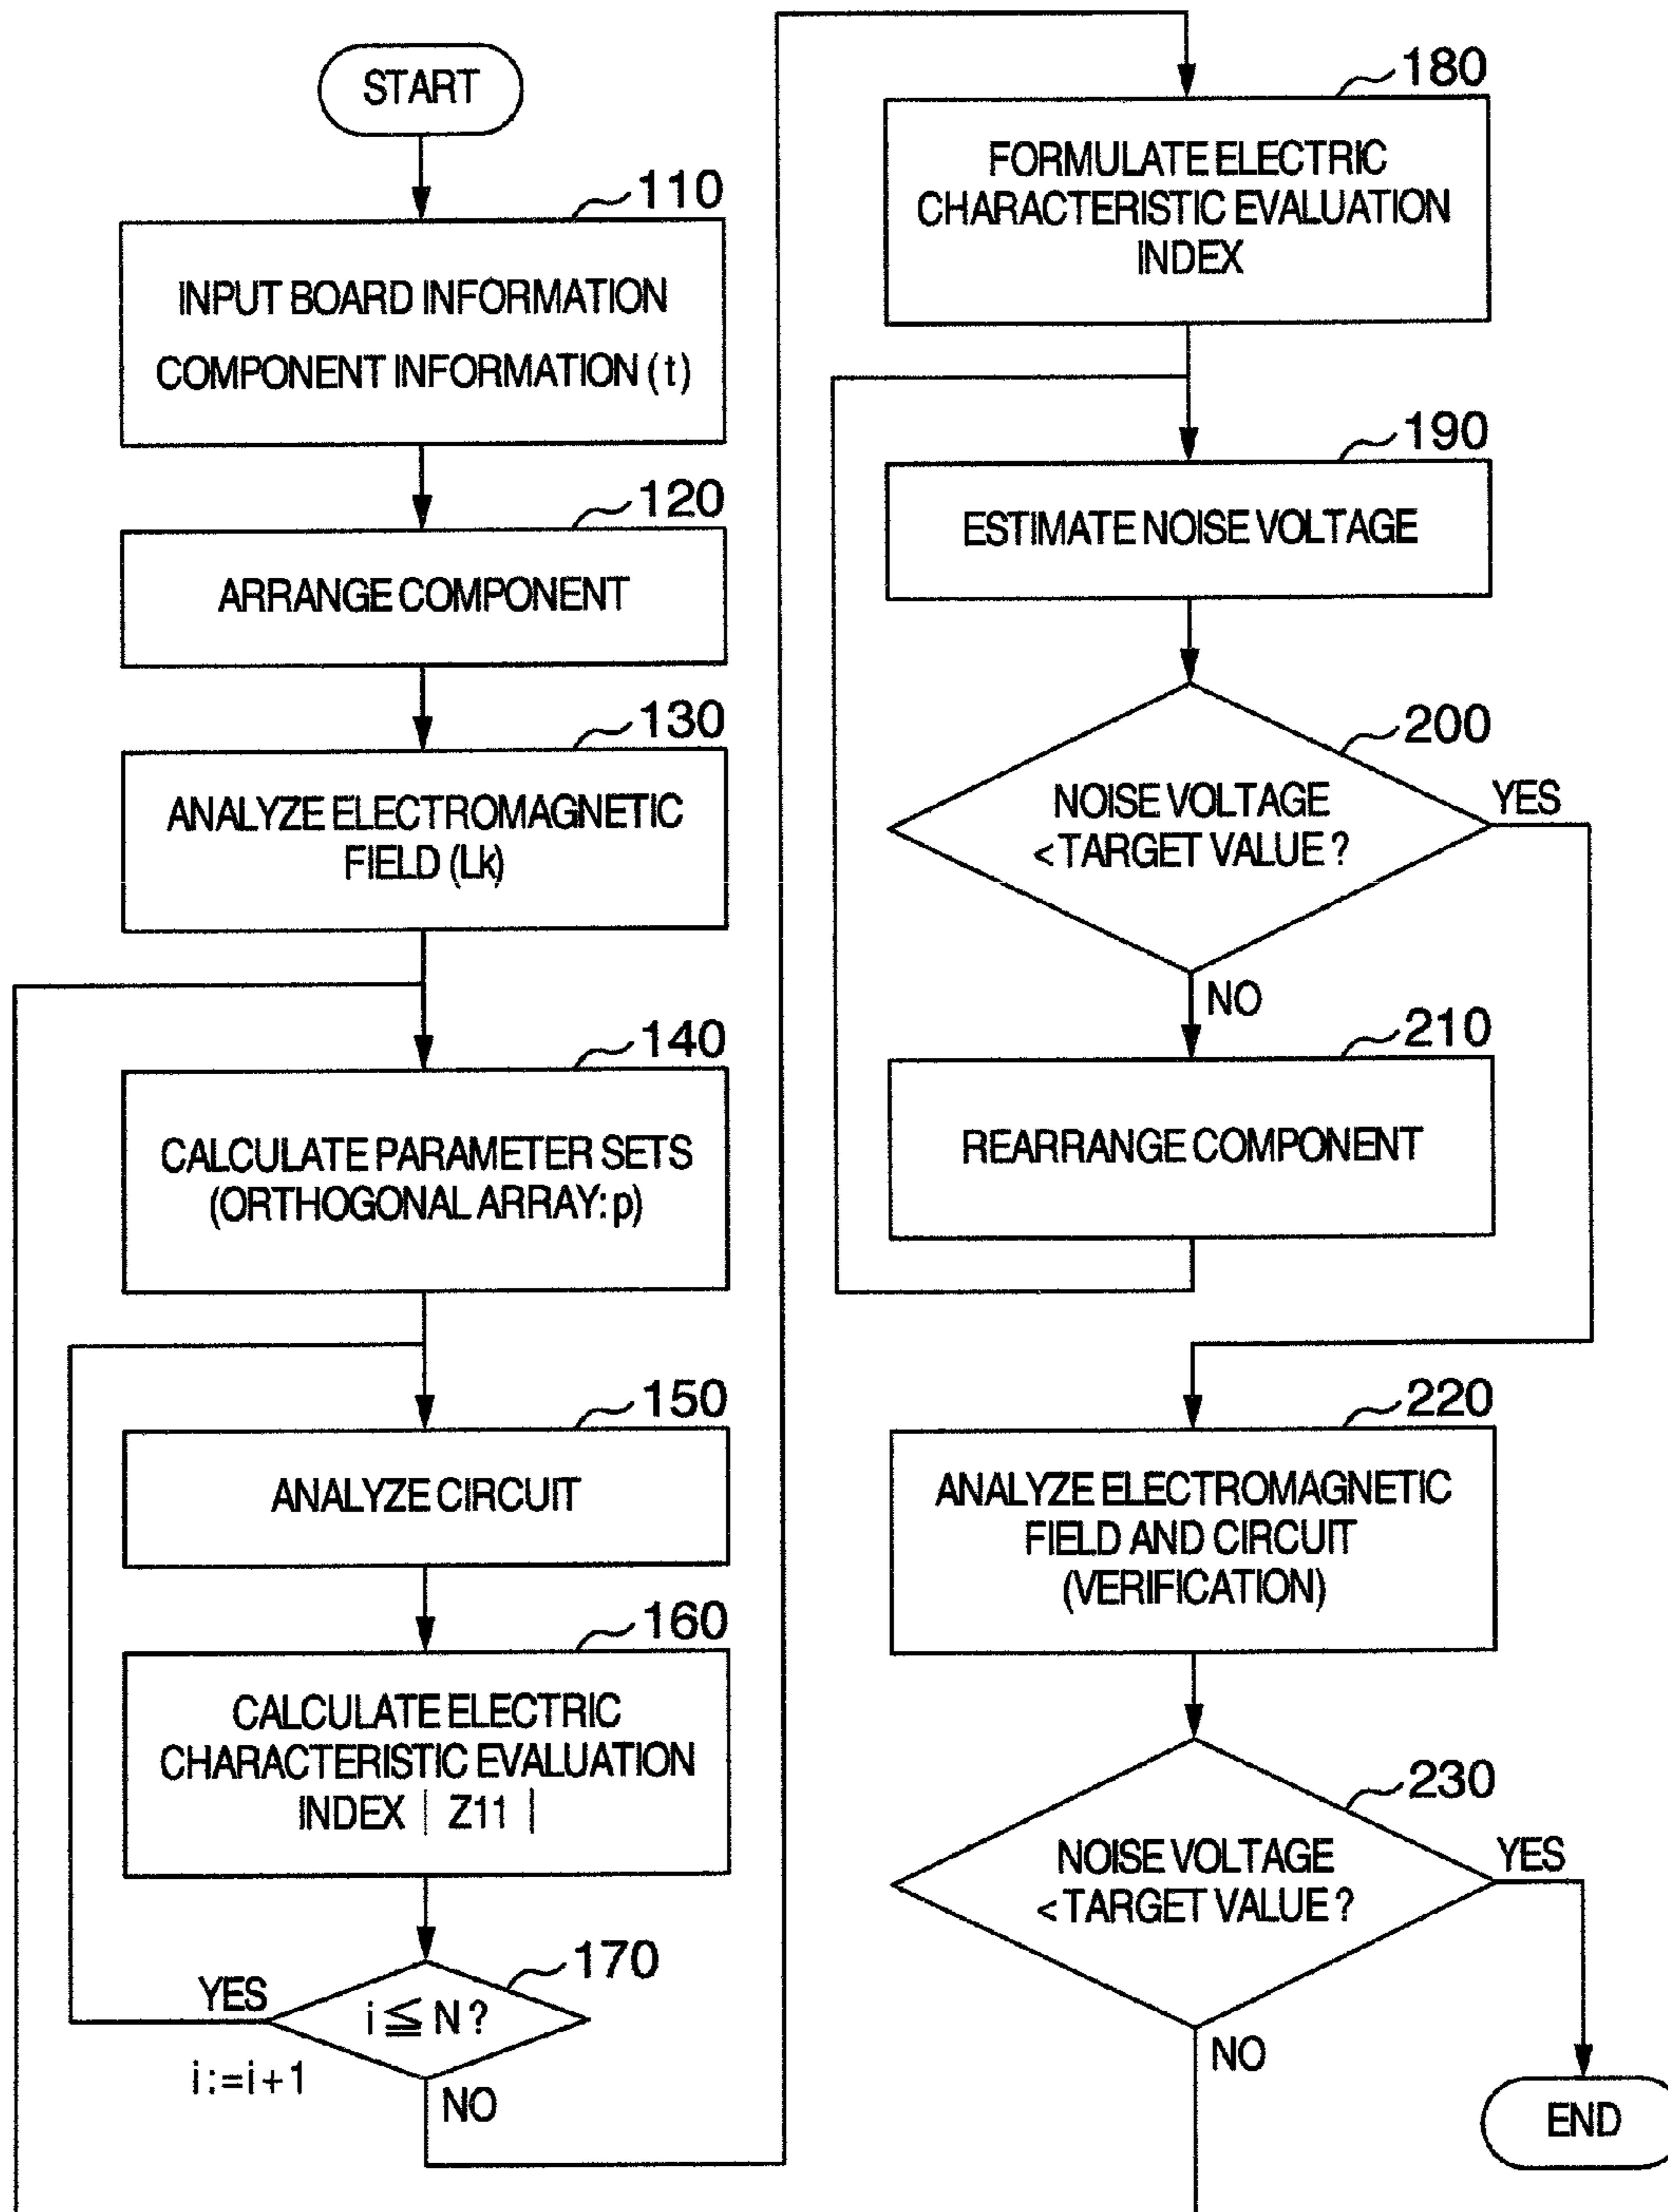 START
110
INPUT BOARD INFORMATION
COMPONENT INFORMATION (t)
120
ARRANGE COMPONENT
130
ANALYZE ELECTROMAGNETIC
FIELD (Lk)
140
CALCULATE PARAMETER SETS
(ORTHOGONAL ARRAY: p)
150
ANALYZE CIRCUIT
160
CALCULATE ELECTRIC
CHARACTERISTIC EVALUATION
INDEX | Z11 |
170
YES
i ≦ N ?
i:=i+1
NO
180
FORMULATE ELECTRIC
CHARACTERISTIC EVALUATION
INDEX
190
ESTIMATE NOISE VOLTAGE
200
NOISE VOLTAGE
< TARGET VALUE ?
YES
NO
210
REARRANGE COMPONENT
220
ANALYZE ELECTROMAGNETIC
FIELD AND CIRCUIT
(VERIFICATION)
230
NOISE VOLTAGE
< TARGET VALUE ?
YES
NO
END